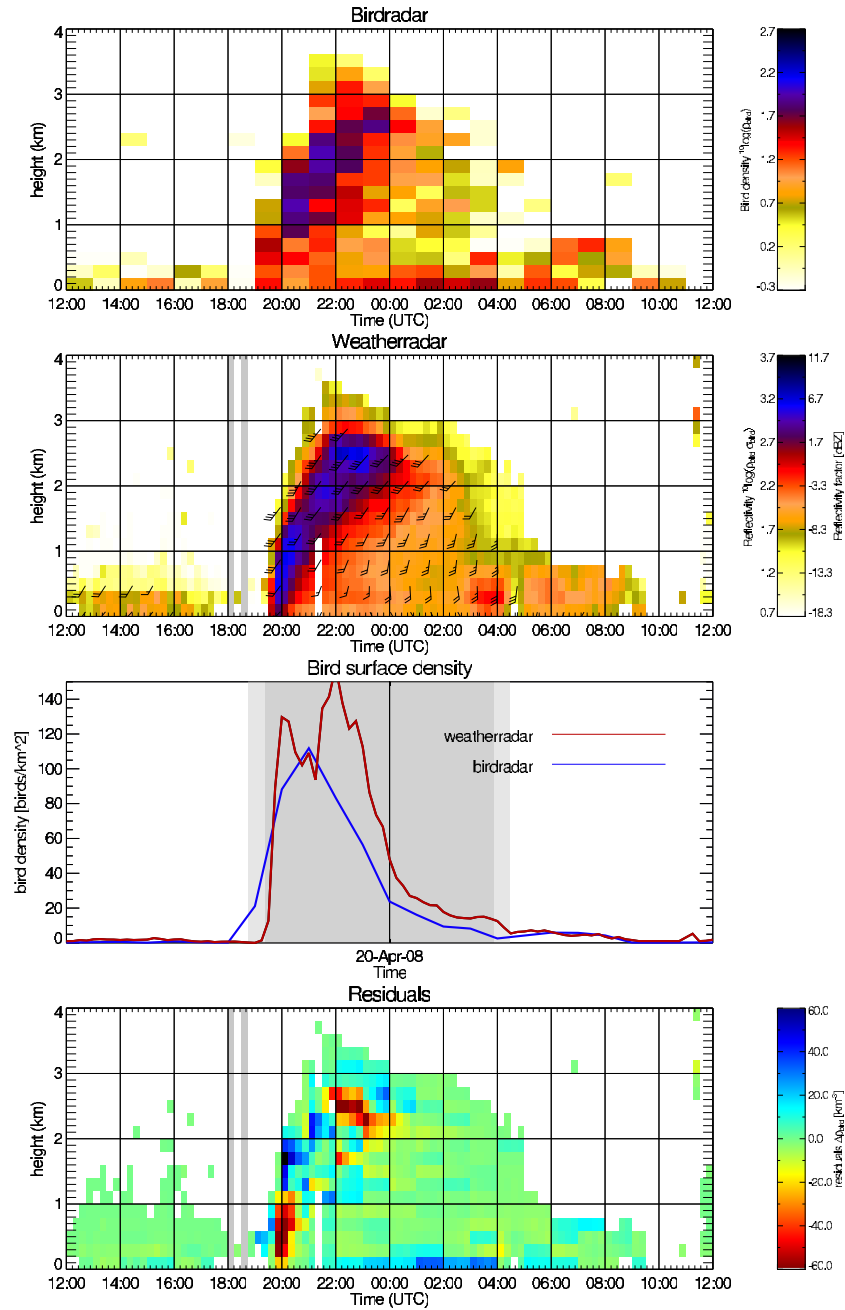 Birdradar
4
3
2
1
0
height (km)
12:00 14:00 16:00 18:00 20:00 22:00 00:00 02:00 04:00 06:00 08:00 10:00 12:00
Time (UTC)
2.7
2.2
1.7
1.2
0.7
0.2
-0.3
Bird density
Weatherradar
4
3
2
1
0
height (km)
12:00 14:00 16:00 18:00 20:00 22:00 00:00 02:00 04:00 06:00 08:00 10:00 12:00
Time (UTC)
3.7 11.7
3.2 6.7
2.7 1.7
2.2 -3.3
1.7 -8.3
1.2 -13.3
0.7 -18.3
Reflectivity
Reflectivity factor [dBZ]
Bird surface density
140
120
100
80
60
40
20
0
bird density [birds/km^2]
weatherradar
birdradar
20-Apr-08
Time
Residuals
4
3
2
1
0
height (km)
12:00 14:00 16:00 18:00 20:00 22:00 00:00 02:00 04:00 06:00 08:00 10:00 12:00
Time (UTC)
60.0
40.0
20.0
0.0
-20.0
-40.0
-60.0
residuals